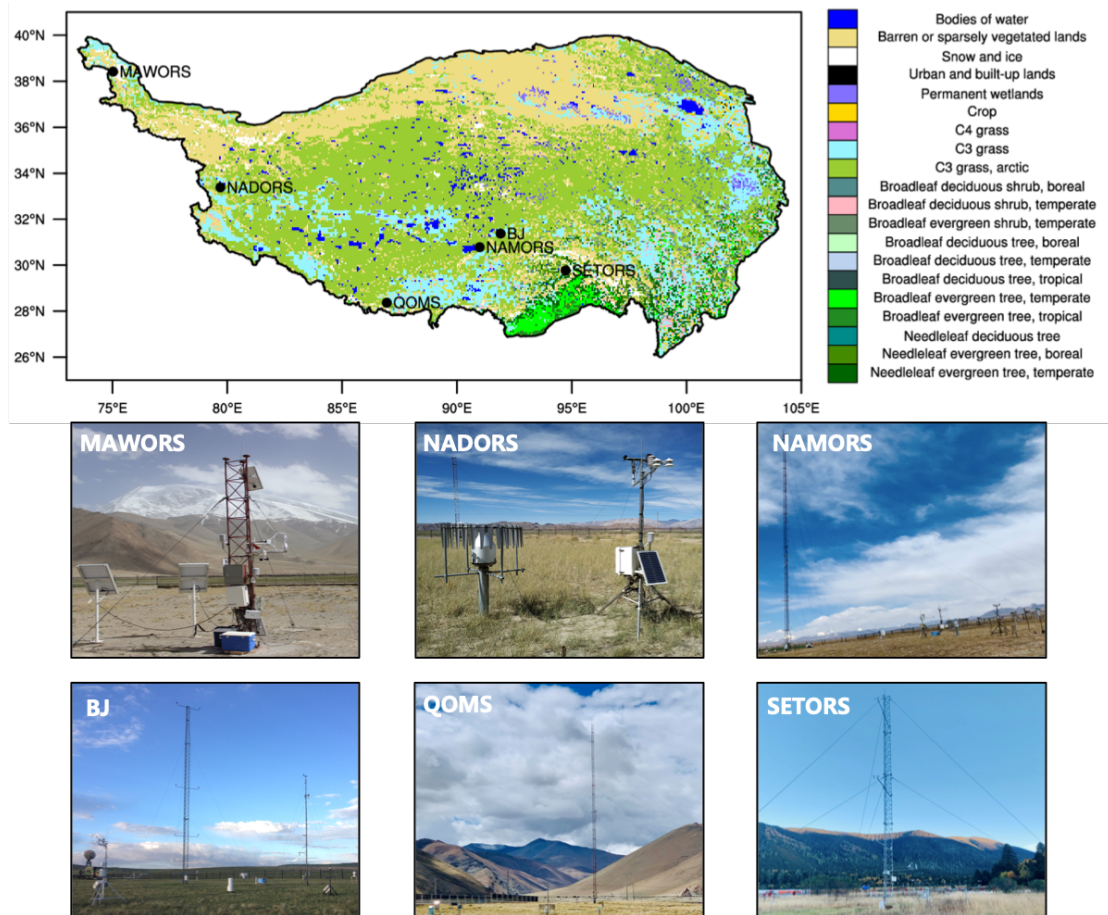 40°N
38°N
36°N
34°N
32°N
30°N
28°N
26°N
75°E 80°E 85°E 90°E 95°E 100°E 105°E
MAWORS
NADORS
BJ
NAMORS
SETORS
QOMS
Bodies of water
Barren or sparsely vegetated lands
Snow and ice
Urban and built-up lands
Permanent wetlands
Crop
C4 grass
C3 grass
C3 grass, arctic
Broadleaf deciduous shrub, boreal
Broadleaf deciduous shrub, temperate
Broadleaf evergreen shrub, temperate
Broadleaf deciduous tree, boreal
Broadleaf deciduous tree, temperate
Broadleaf deciduous tree, tropical
Broadleaf evergreen tree, temperate
Broadleaf evergreen tree, tropical
Needleleaf deciduous tree
Needleleaf evergreen tree, boreal
Needleleaf evergreen tree, temperate
MAWORS
NADORS
NAMORS
BJ
QOMS
SETORS